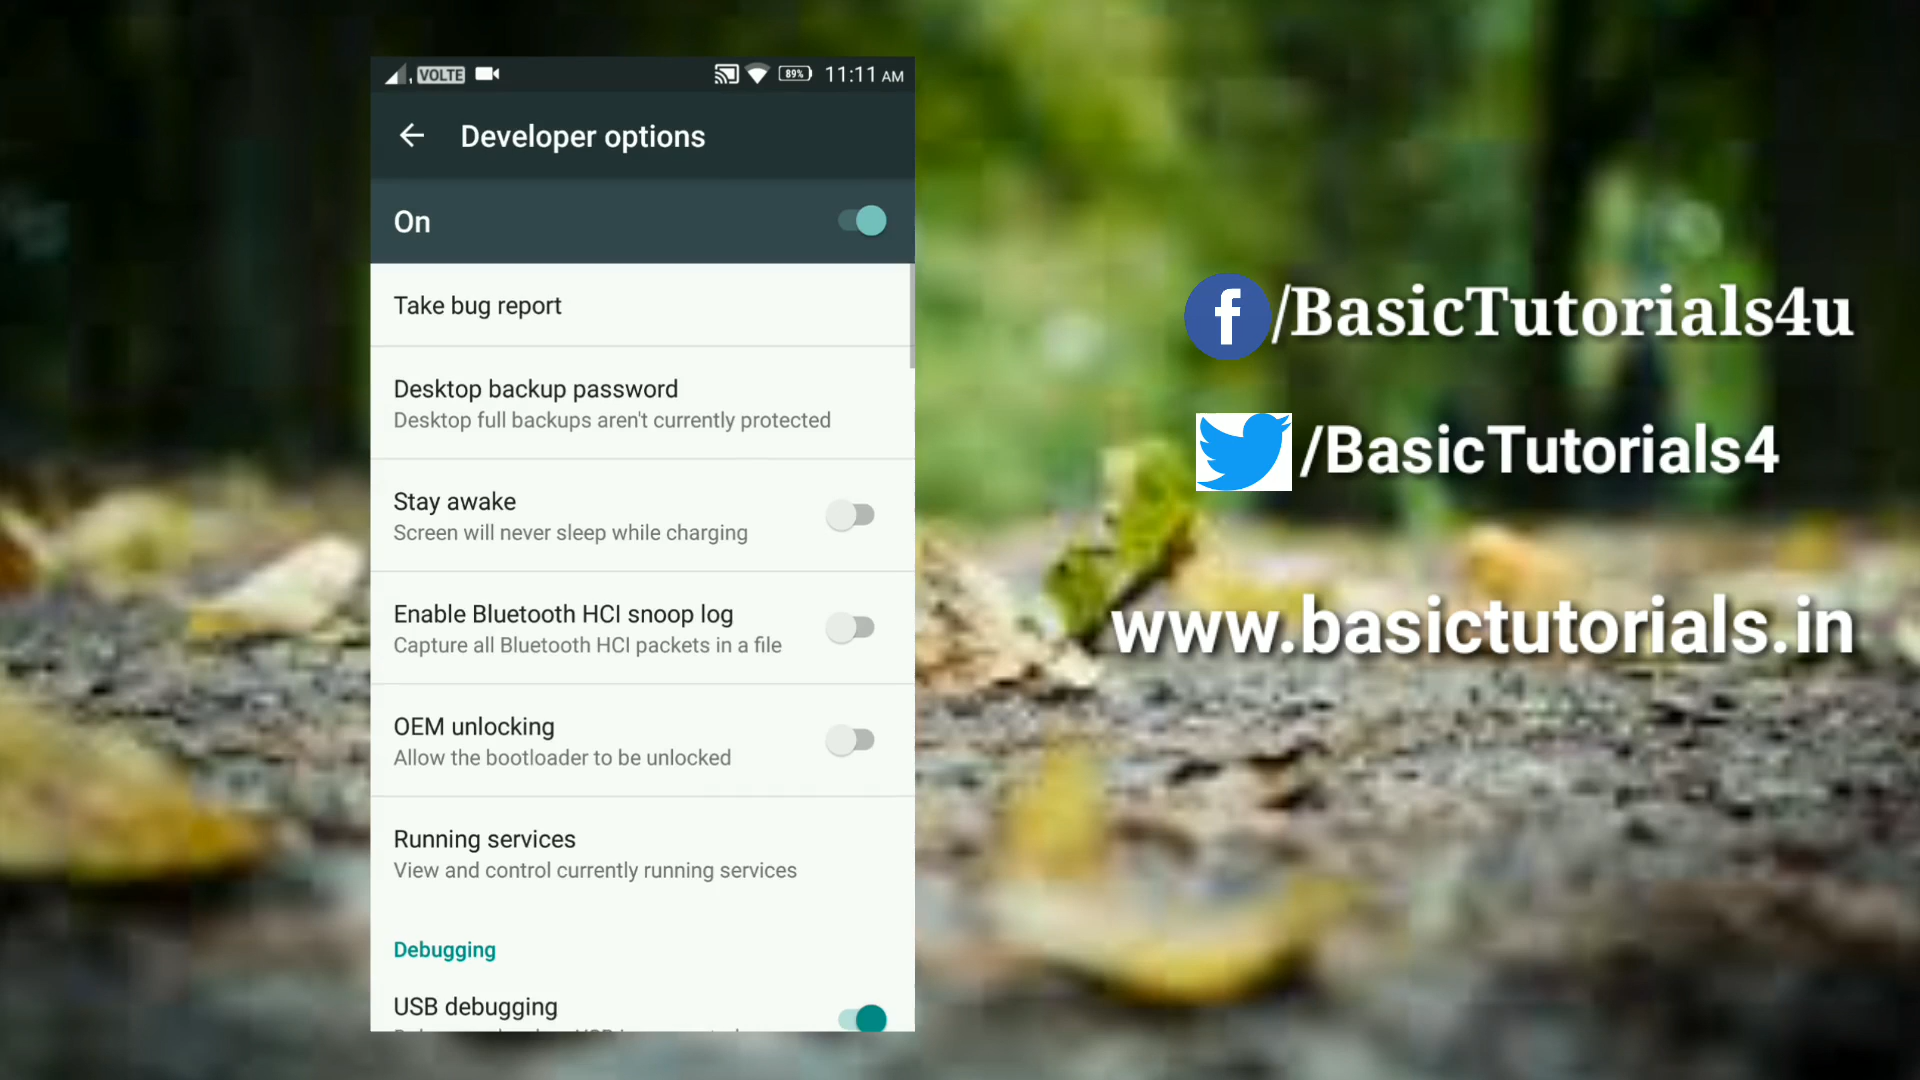 VOLTE 89% 11:11 AM
Developer options
On
Take bug report
Desktop backup password
Desktop full backups aren't currently protected
Stay awake
Screen will never sleep while charging
Enable Bluetooth HCI snoop log
Capture all Bluetooth HCI packets in a file
OEM unlocking
Allow the bootloader to be unlocked
Running services
View and control currently running services
Debugging
USB debugging
f/BasicTutorials4u
/BasicTutorials4
www.basictutorials.in